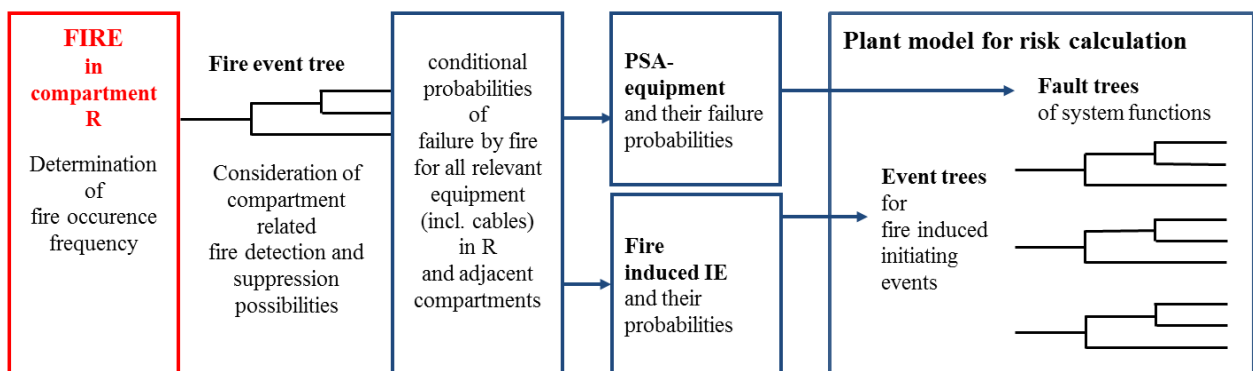 FIRE
in
compartment
R
Determination
of
fire occurence
frequency
Fire event tree
Consideration of
compartment
related
fire detection and
suppression
possibilities
conditional
probabilities
of
failure by fire
for all relevant
equipment
(incl. cables)
in R
and adjacent
compartments
PSA-
equipment
and their failure
probabilities
Fire
induced IE
and their
probabilities
Plant model for risk calculation
Fault trees
of system functions
Event trees
for
fire induced
initiating
events